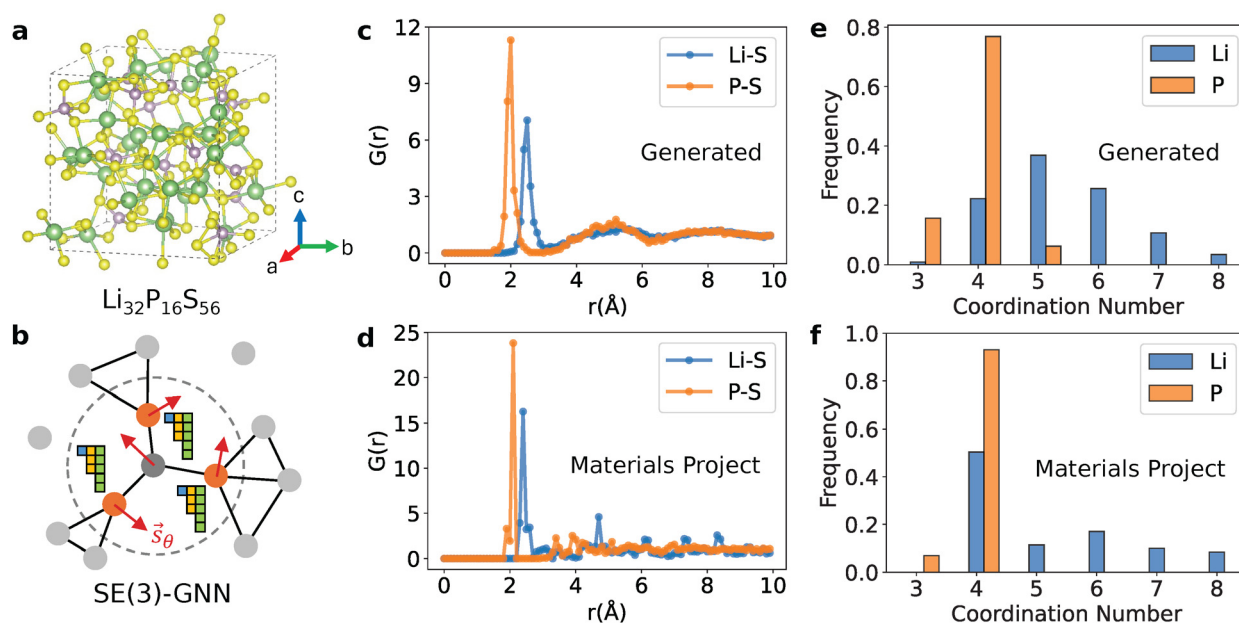 a
c
b
a
Li₃₂P₁₆S₅₆
b
s⃗_θ
SE(3)-GNN
c
12
9
6
3
0
G(r)
Li-S
P-S
Generated
0 2 4 6 8 10
r(Å)
d
25
20
15
10
5
0
G(r)
Li-S
P-S
Materials Project
0 2 4 6 8 10
r(Å)
e
0.8
0.6
0.4
0.2
0.0
Frequency
Li
P
Generated
3 4 5 6 7 8
Coordination Number
f
1.0
0.8
0.6
0.4
0.2
0.0
Frequency
Li
P
Materials Project
3 4 5 6 7 8
Coordination Number